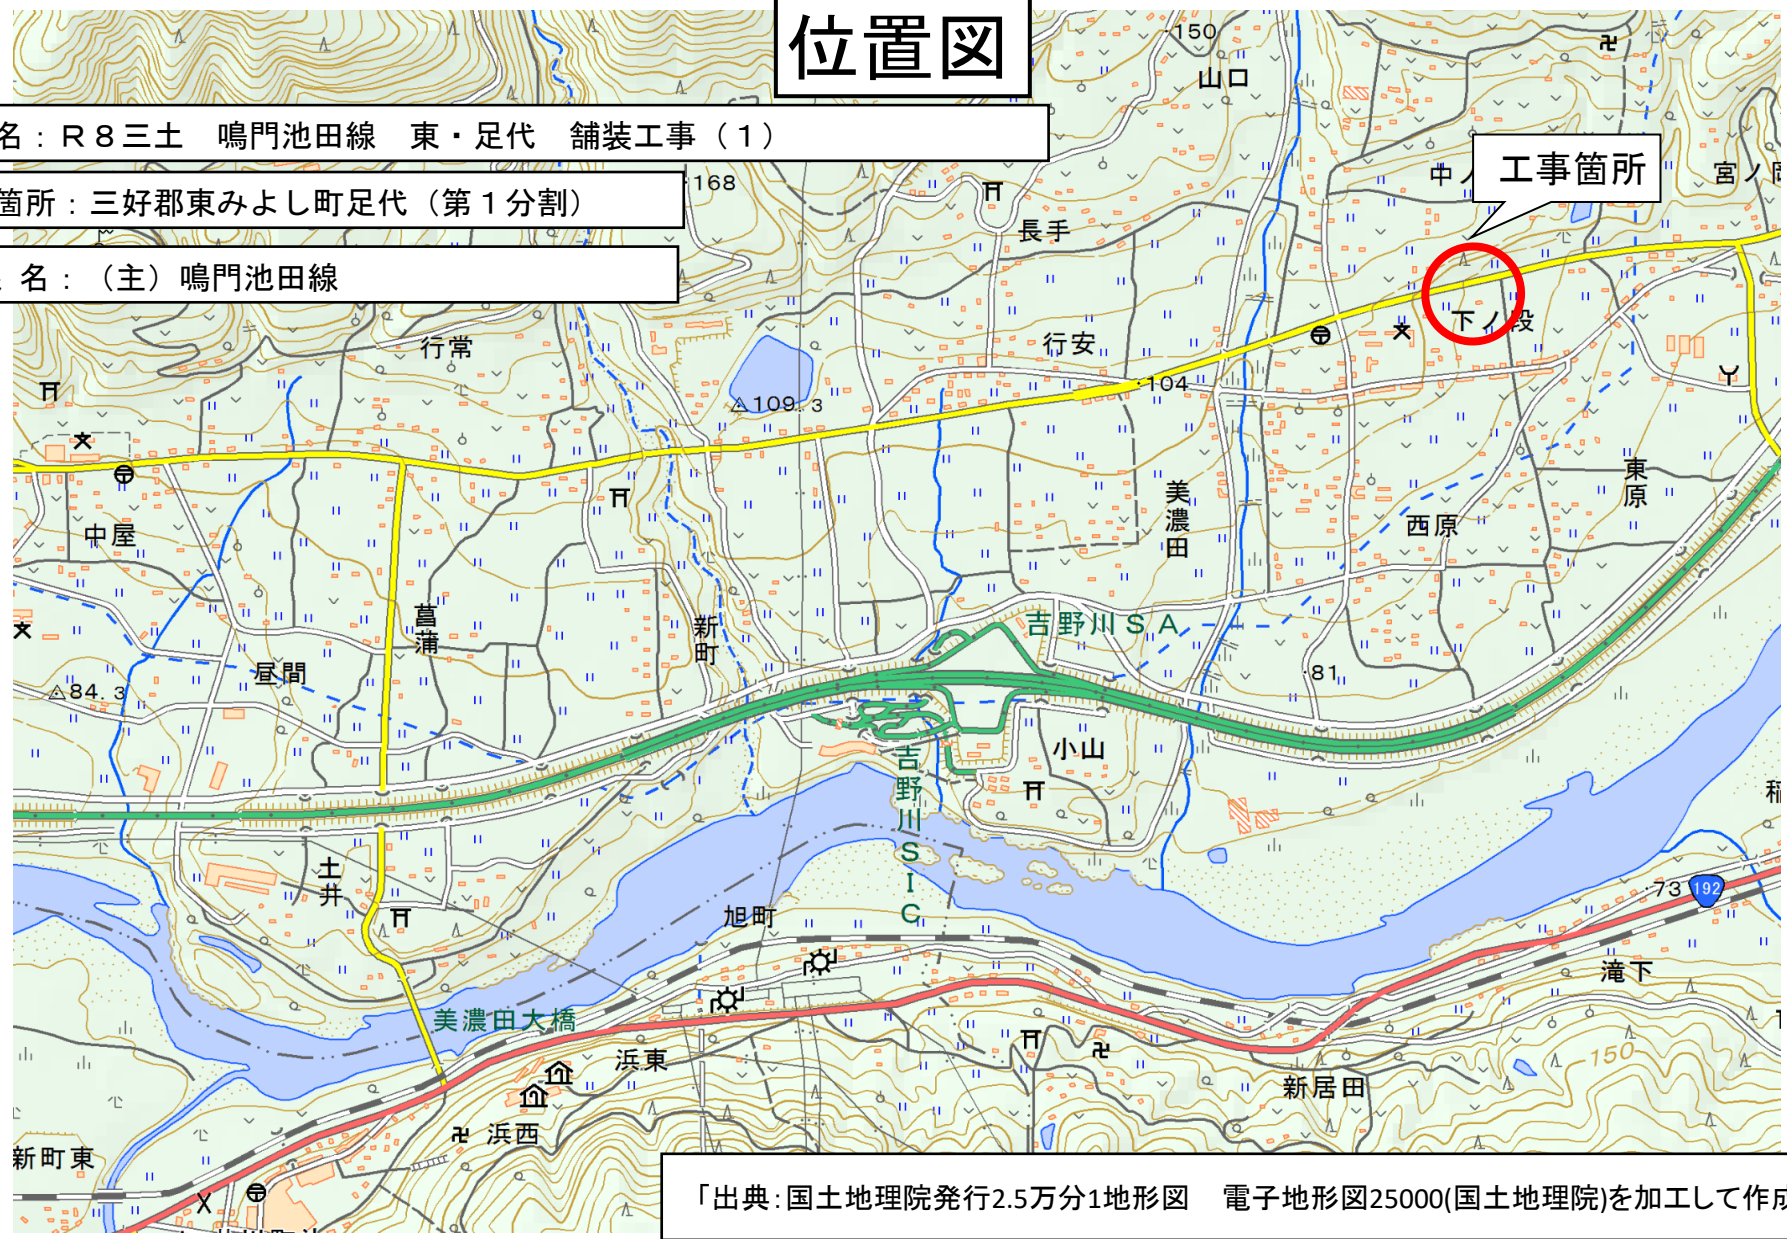 位置図
名：Ｒ８三土　鳴門池田線　東・足代　舗装工事（１）
箇所：三好郡東みよし町足代（第１分割）
名：（主）鳴門池田線
工事箇所
150
山口
168
長手
中ノ
宮ノ岡
行常
行安
下ノ段
104
109.3
中屋
美濃田
東原
西原
菖蒲
新町
吉野川ＳＡ
昼間
84.3
81
小山
吉野川ＳＩＣ
土井
旭町
73
192
滝下
美濃田大橋
浜東
150
新居田
浜西
新町東
「出典：国土地理院発行2.5万分1地形図　電子地形図25000(国土地理院)を加工して作成